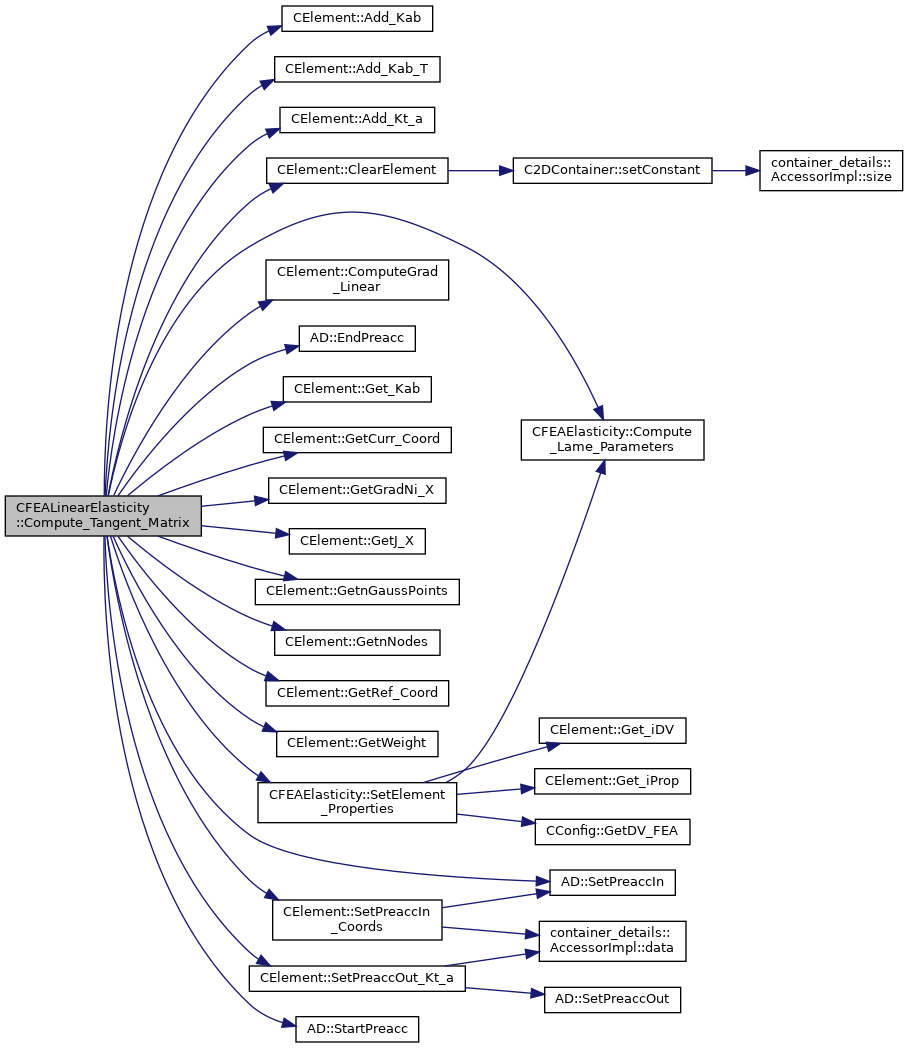 CElement::Add_Kab
CElement::Add_Kab_T
CElement::Add_Kt_a
CElement::ClearElement
C2DContainer::setConstant
container_details::
AccessorImpl::size
CElement::ComputeGrad
_Linear
AD::EndPreacc
CElement::Get_Kab
CElement::GetCurr_Coord
CFEAElasticity::Compute
_Lame_Parameters
CElement::GetGradNi_X
CFEALinearElasticity
::Compute_Tangent_Matrix
CElement::GetJ_X
CElement::GetnGaussPoints
CElement::GetnNodes
CElement::GetRef_Coord
CElement::GetWeight
CElement::Get_iDV
CFEAElasticity::SetElement
_Properties
CElement::Get_iProp
CConfig::GetDV_FEA
AD::SetPreaccIn
CElement::SetPreaccIn
_Coords
container_details::
AccessorImpl::data
CElement::SetPreaccOut_Kt_a
AD::SetPreaccOut
AD::StartPreacc